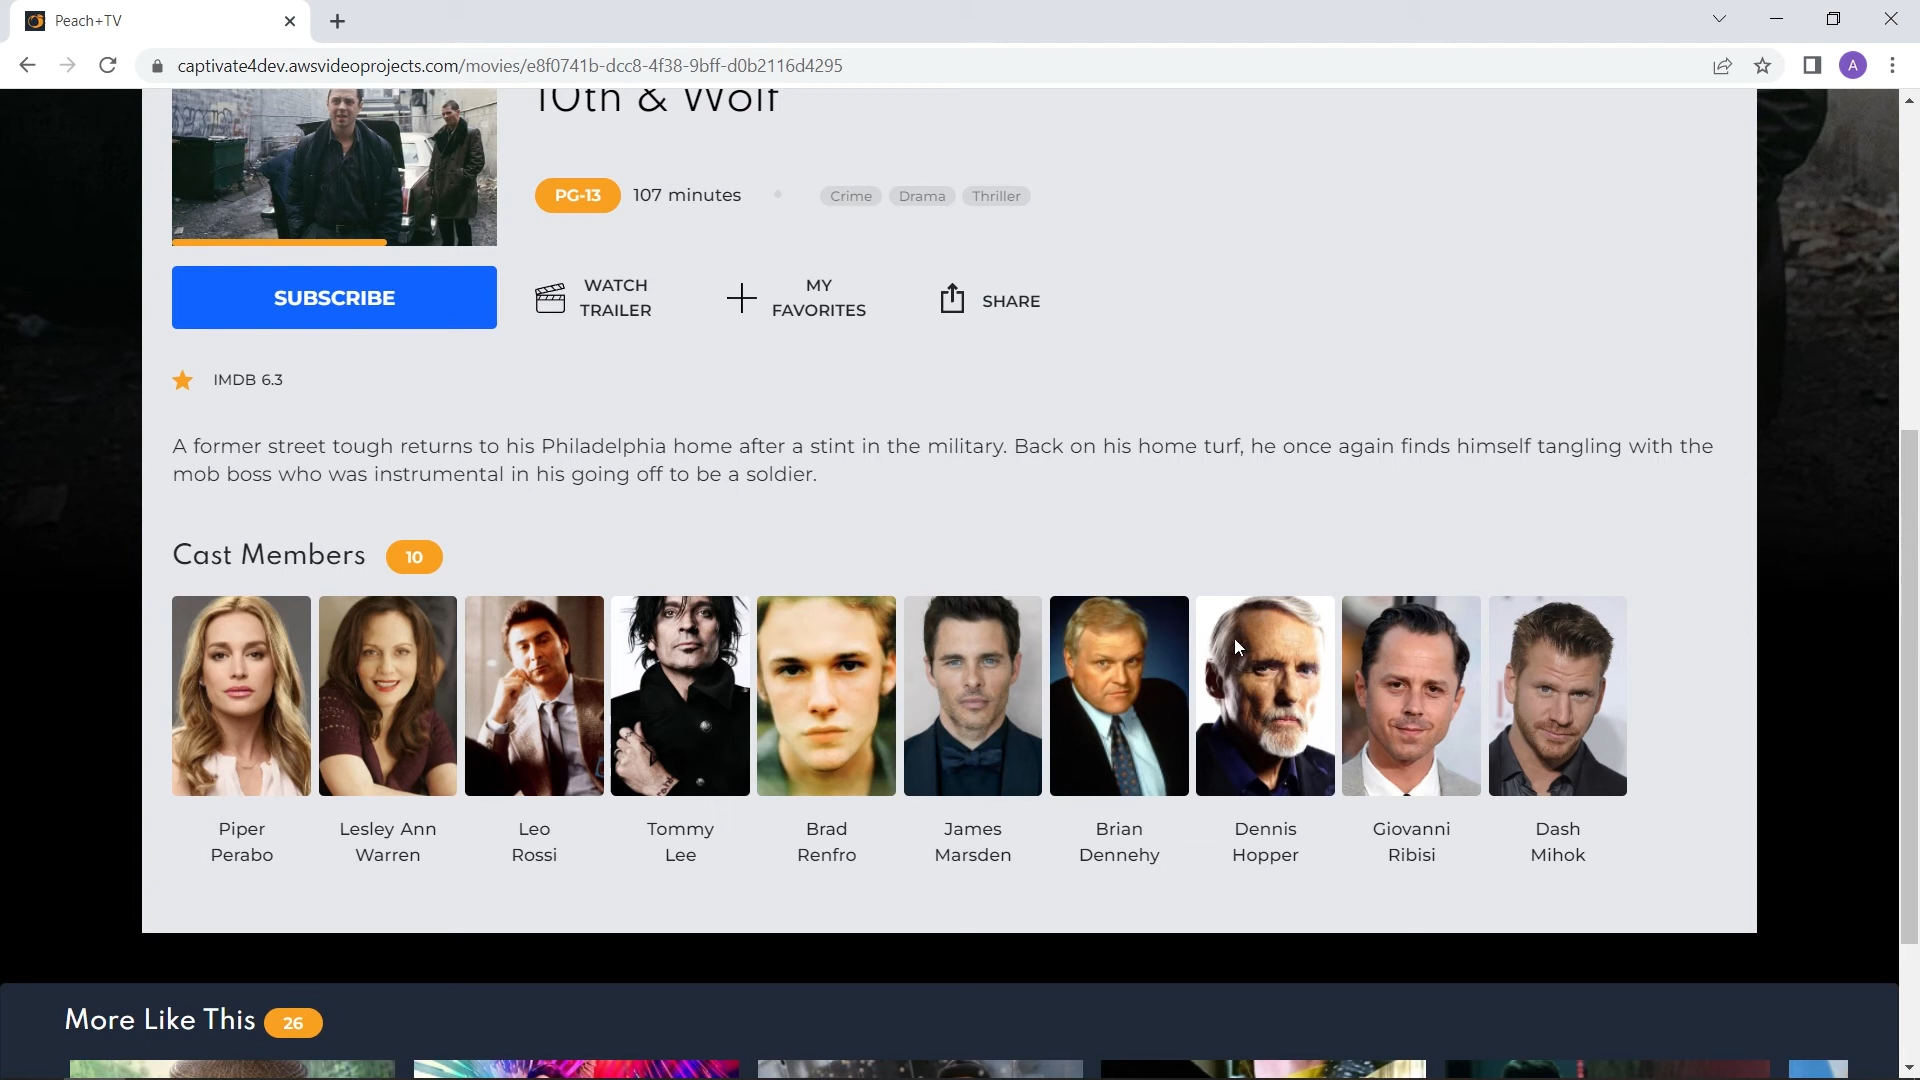 Peach+TV
captivate4dev.awsvideoprojects.com/movies/e8f0741b-dcc8-4f38-9bff-d0b2116d4295
A
10th & Wolf
PG-13 107 minutes Crime Drama Thriller
SUBSCRIBE
WATCH
TRAILER
MY
FAVORITES
SHARE
IMDB 6.3
A former street tough returns to his Philadelphia home after a stint in the military. Back on his home turf, he once again finds himself tangling with the
mob boss who was instrumental in his going off to be a soldier.
Cast Members 10
Piper
Perabo
Lesley Ann
Warren
Leo
Rossi
Tommy
Lee
Brad
Renfro
James
Marsden
Brian
Dennehy
Dennis
Hopper
Giovanni
Ribisi
Dash
Mihok
More Like This 26